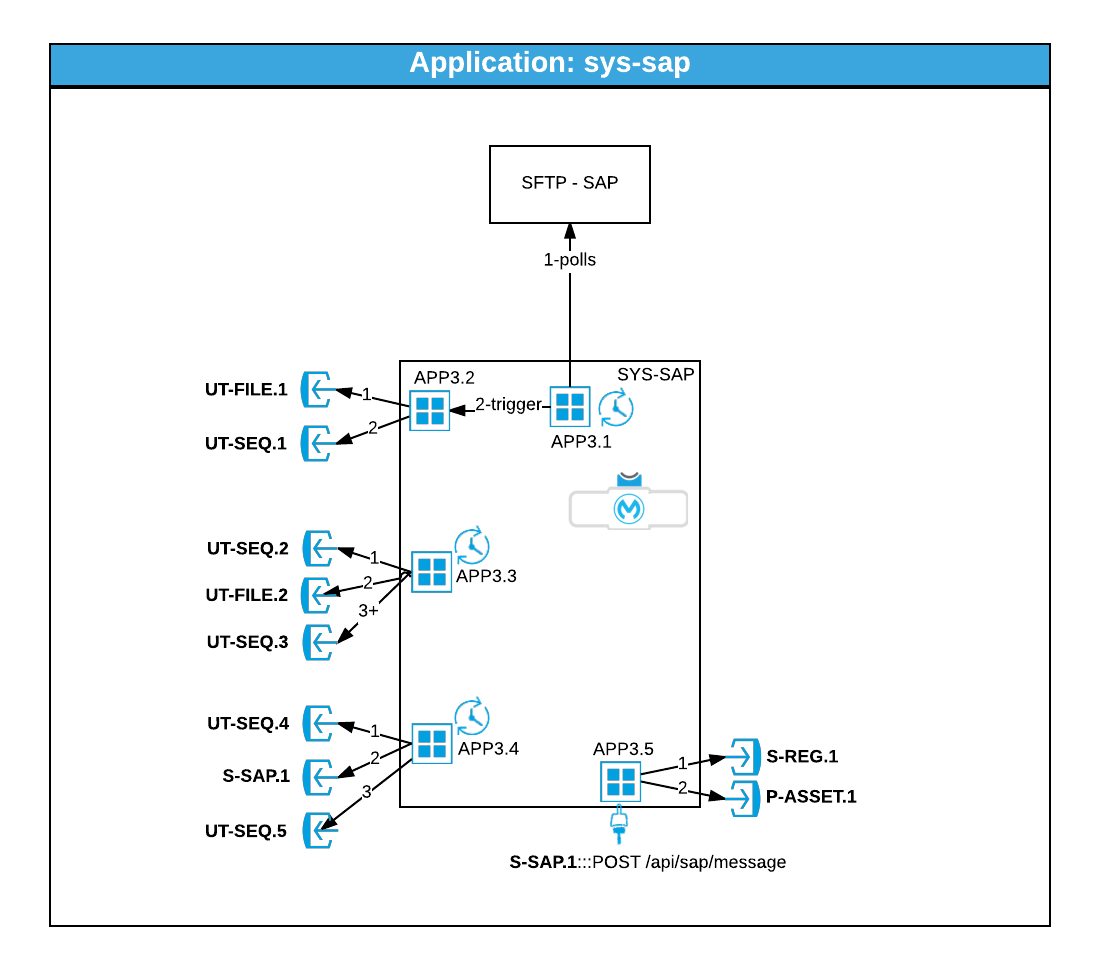 Application: sys-sap
SFTP - SAP
1-polls
SYS-SAP
APP3.2
UT-FILE.1
1
2-trigger
2
UT-SEQ.1
APP3.1
UT-SEQ.2
1
APP3.3
2
UT-FILE.2
3+
UT-SEQ.3
UT-SEQ.4
1
APP3.4
2
S-SAP.1
3
UT-SEQ.5
APP3.5
1
S-REG.1
2
P-ASSET.1
S-SAP.1:::POST /api/sap/message